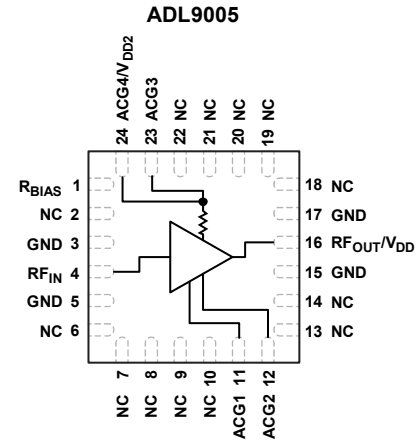 ADL9005
24 ACG4/VDD2
23 ACG3
22 NC
21 NC
20 NC
19 NC
RBIAS 1
NC 2
GND 3
RFIN 4
GND 5
NC 6
18 NC
17 GND
16 RFOUT/VDD
15 GND
14 NC
13 NC
NC 7
NC 8
NC 9
NC 10
ACG1 11
ACG2 12